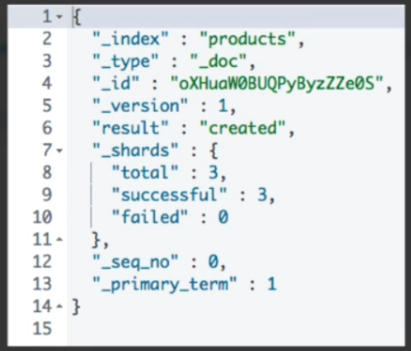 1 {
2 "_index" : "products",
3 "_type" : "_doc",
4 "_id" : "oXHuaW0BUQPyByzZZe0S",
5 "_version" : 1,
6 "result" : "created",
7 "_shards" : {
8 "total" : 3,
9 "successful" : 3,
10 "failed" : 0
11 },
12 "_seq_no" : 0,
13 "_primary_term" : 1
14 }
15